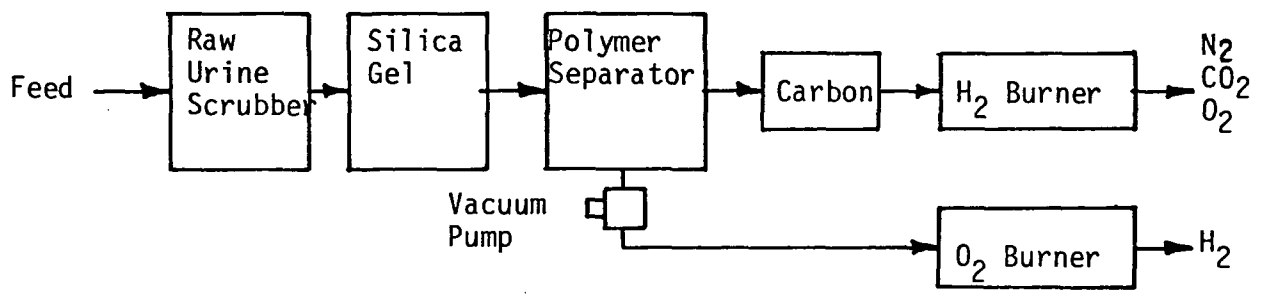 Feed
Raw
Urine
Scrubber
Silica
Gel
Polymer
Separator
Carbon
H2 Burner
N2
CO2
O2
Vacuum
Pump
O2 Burner
H2